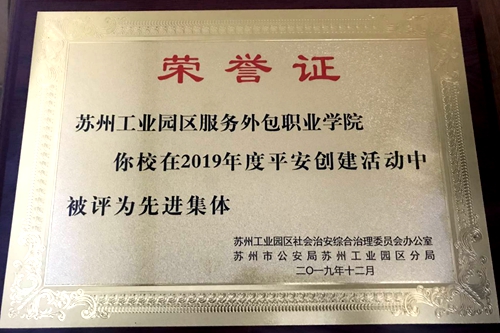 荣誉证
苏州工业园区服务外包职业学院
你校在2019年度平安创建活动中
被评为先进集体
苏州工业园区社会治安综合治理委员会办公室
苏州市公安局苏州工业园区分局
二〇一九年十二月